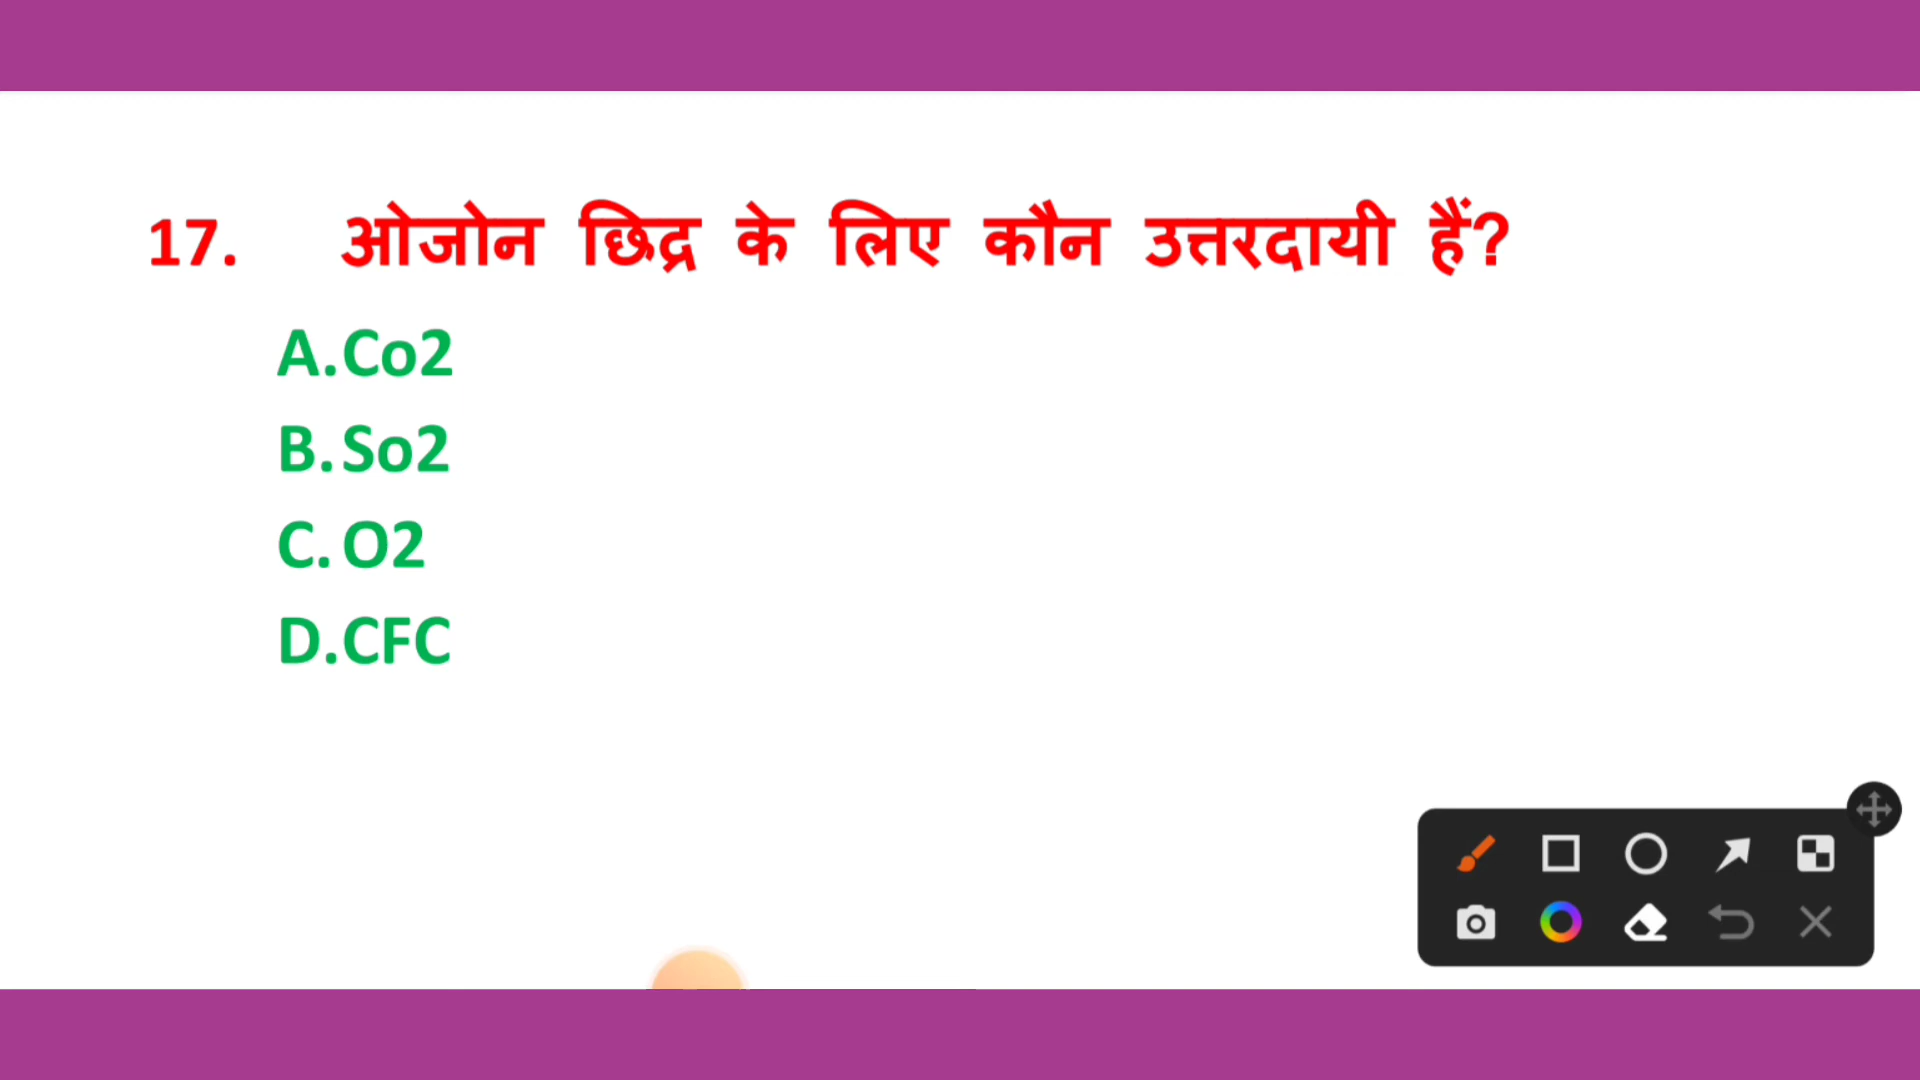 17. ओजोन छिद्र के लिए कौन उत्तरदायी हैं?
A.Co2
B.So2
C.O2
D.CFC